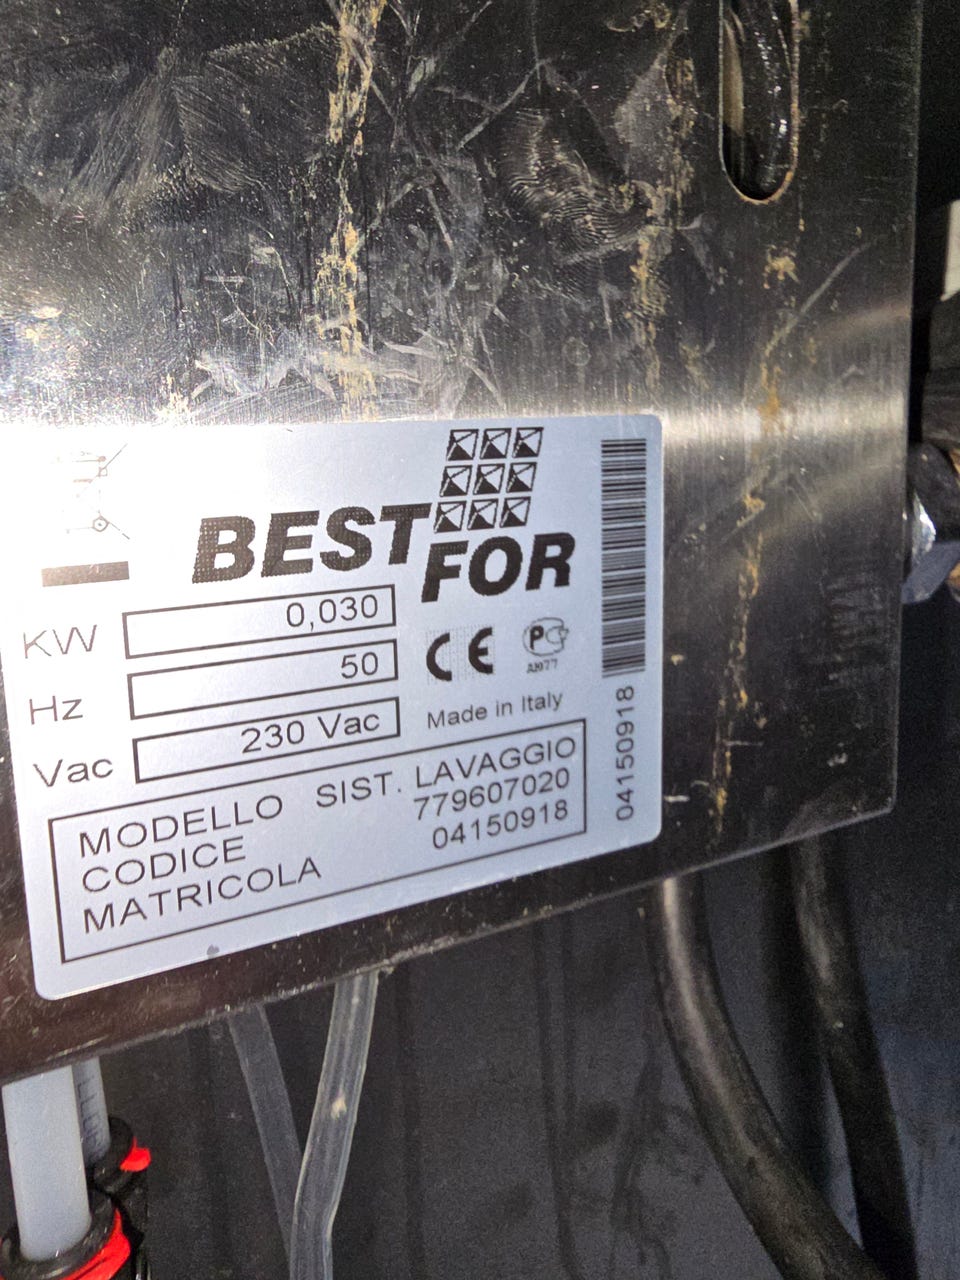 BEST
FOR
KW 0,030
Hz 50
Vac 230 Vac
CE
Made in Italy
MODELLO SIST. LAVAGGIO
CODICE 779607020
MATRICOLA 04150918
04150918